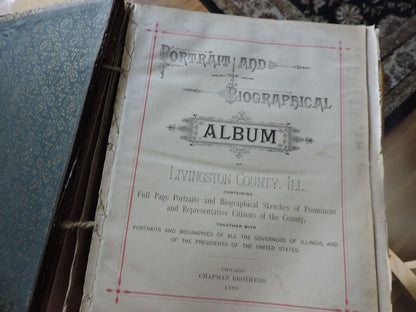 PORTRAIT AND
BIOGRAPHICAL
ALBUM
OF
LIVINGSTON COUNTY, ILL.,
CONTAINING
Full Page Portraits and Biographical Sketches of Prominent
and Representative Citizens of the County,
TOGETHER WITH
PORTRAITS AND BIOGRAPHIES OF ALL THE GOVERNORS OF ILLINOIS, AND
OF THE PRESIDENTS OF THE UNITED STATES.
CHICAGO:
CHAPMAN BROTHERS.
1888.